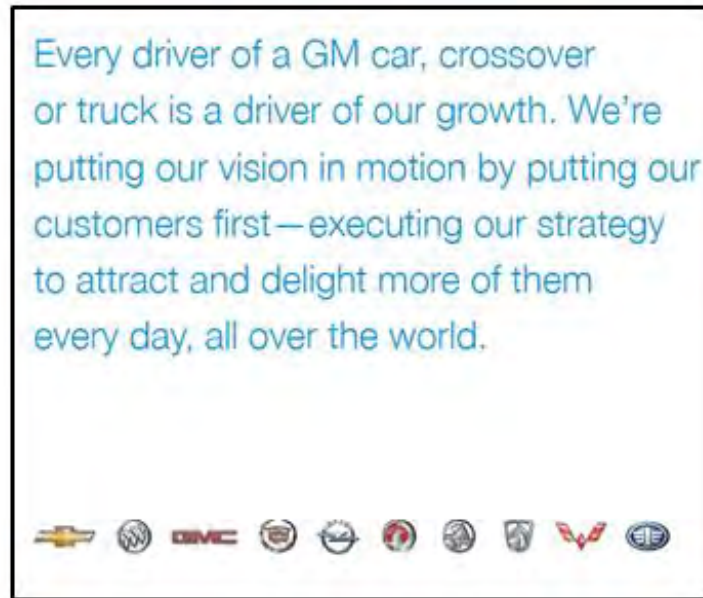 Every driver of a GM car, crossover
or truck is a driver of our growth. We're
putting our vision in motion by putting our
customers first—executing our strategy
to attract and delight more of them
every day, all over the world.
GMC